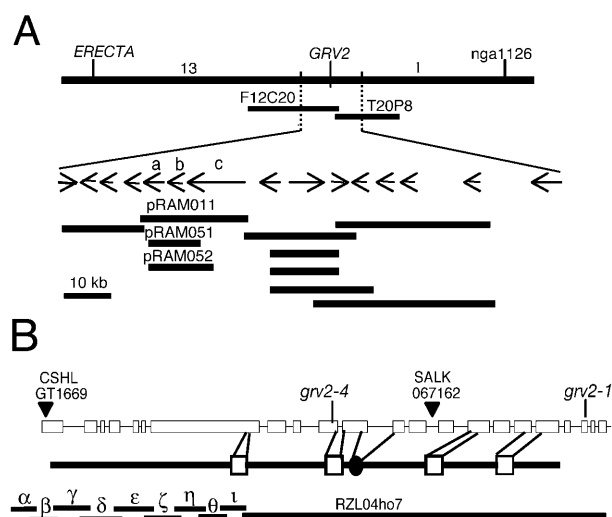 A
ERECTA
GRV2
nga1126
13
1
F12C20
T20P8
a b c
pRAM011
pRAM051
pRAM052
10 kb
B
CSHL
GT1669
grv2-4
SALK
067162
grv2-1
α β γ δ ε ζ η θ ι
RZL04ho7